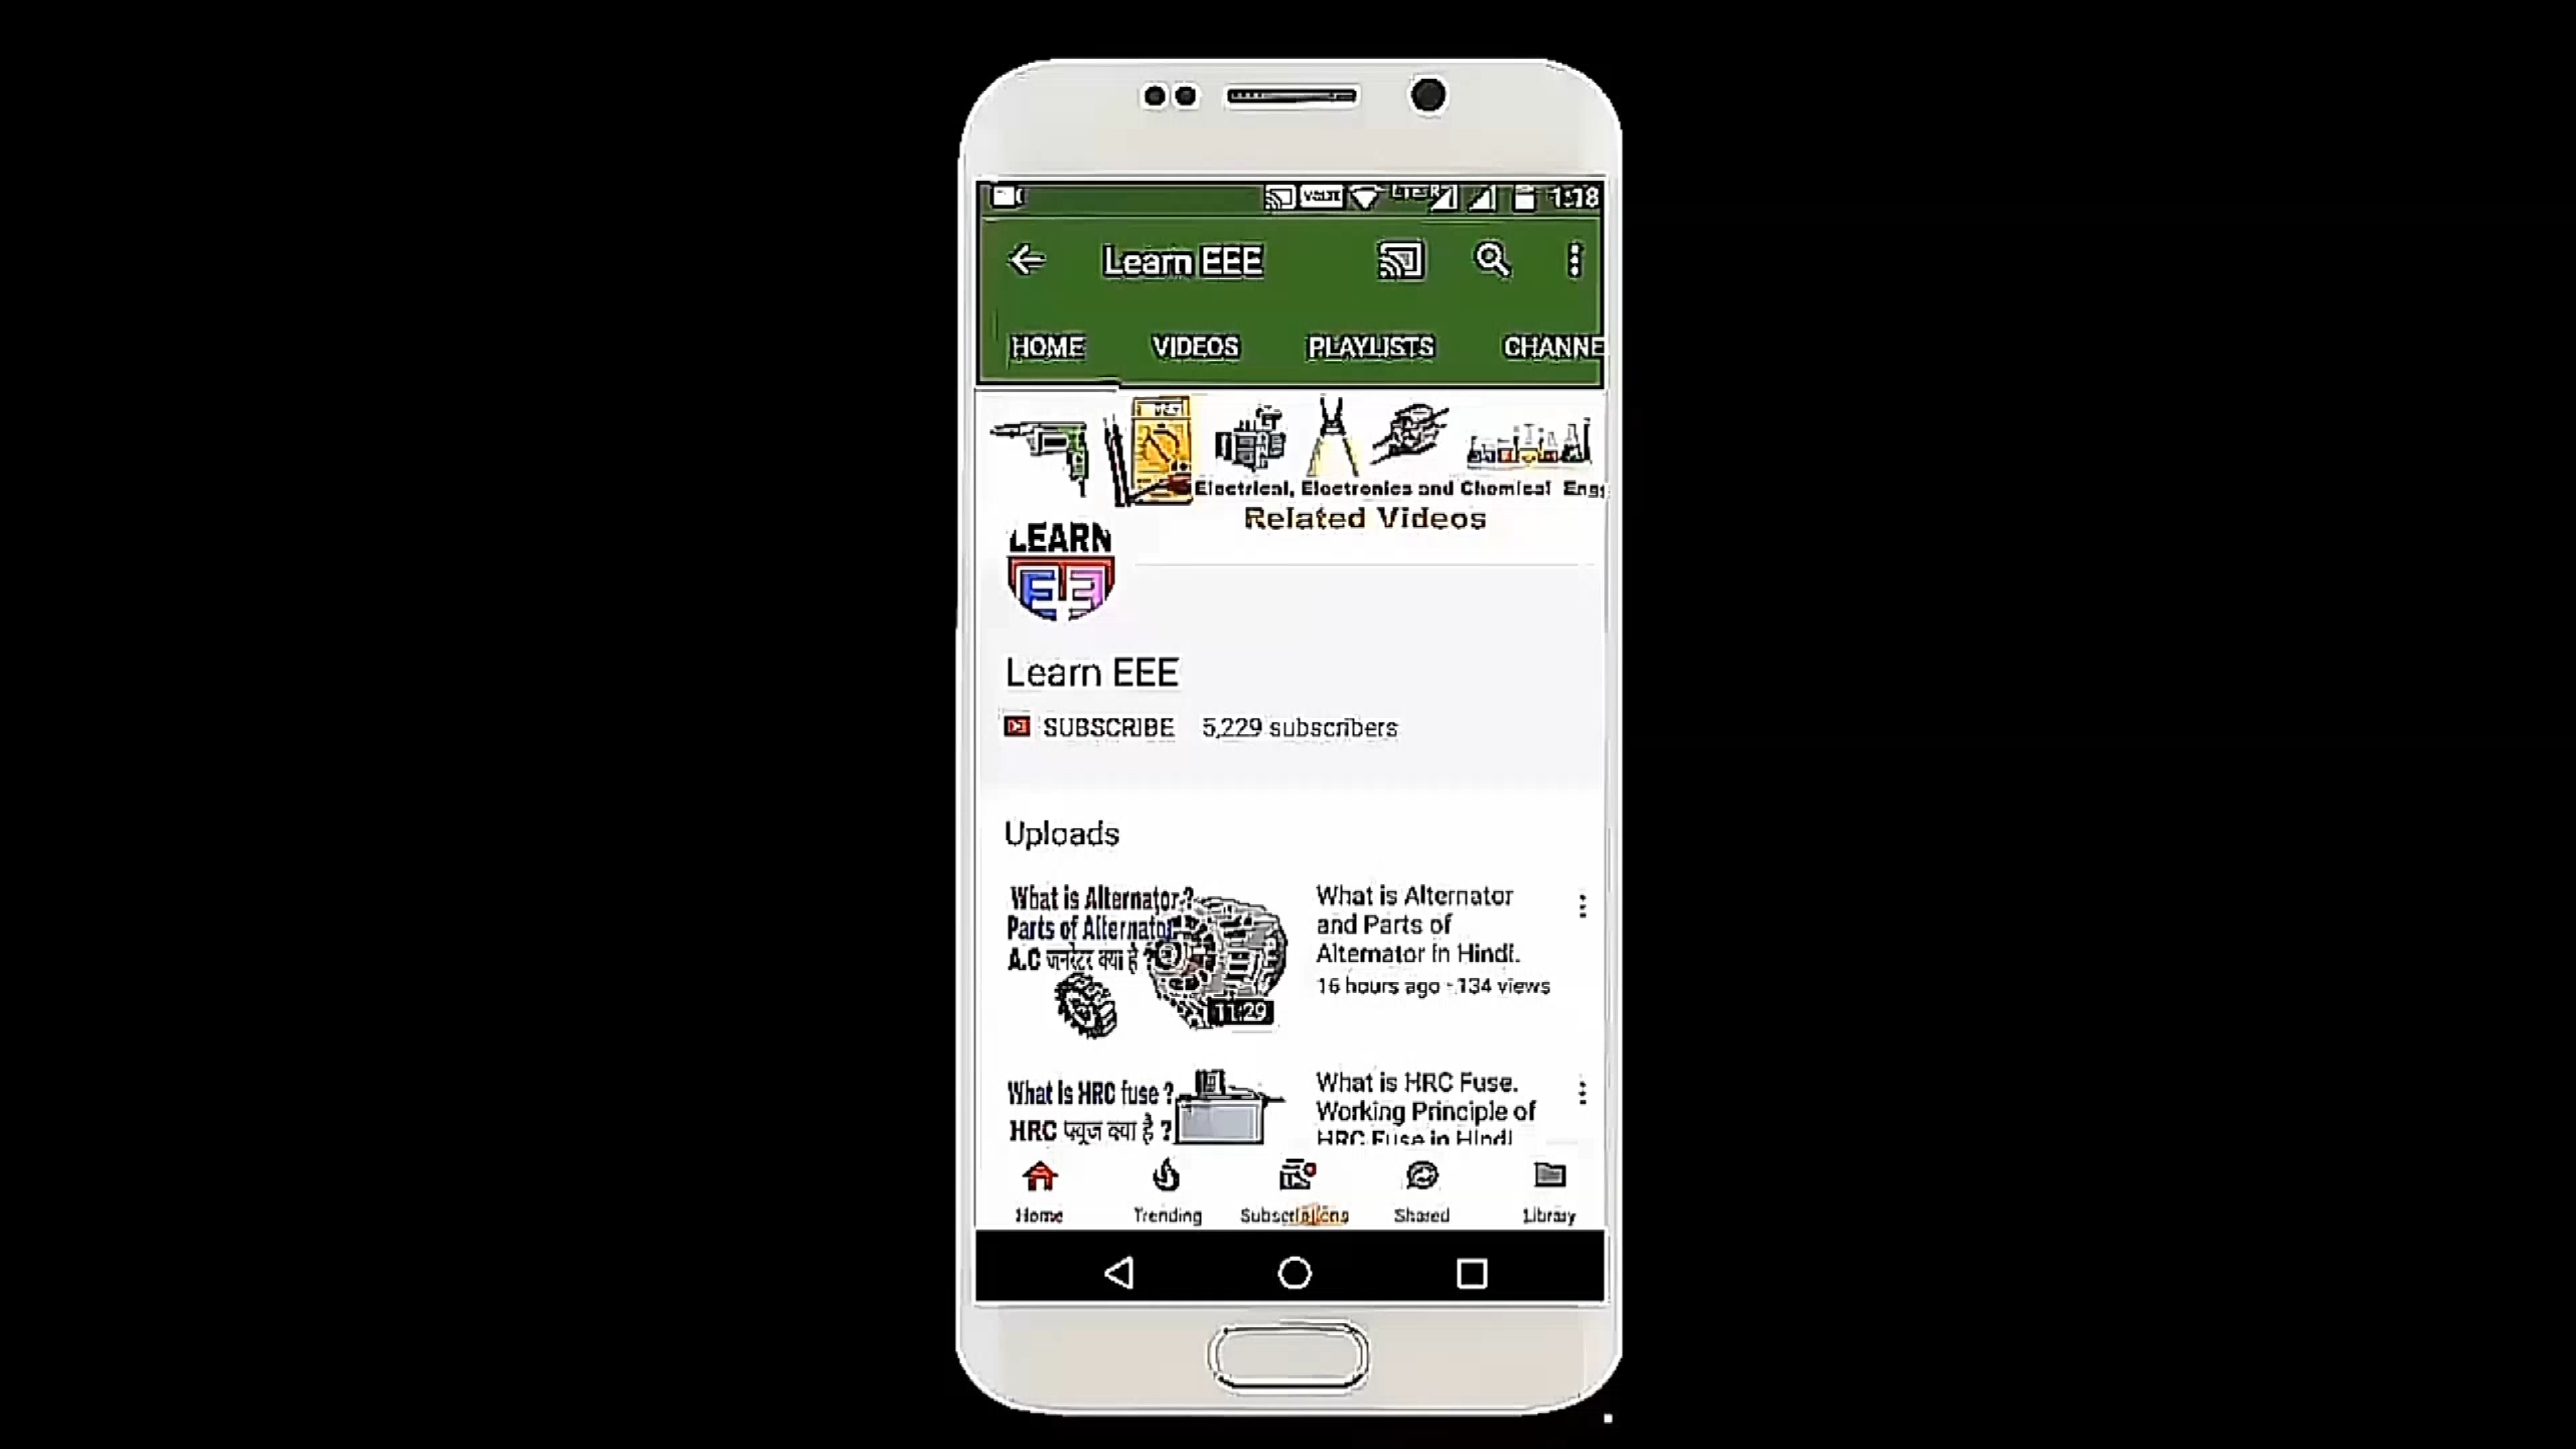 1:18
Learn EEE
HOME VIDEOS PLAYLISTS CHANNE
Electrical, Electronics and Chemical Eng
Related Videos
LEARN
EEE
Learn EEE
SUBSCRIBE 5,229 subscribers
Uploads
What is Alternator ?
Parts of Alternator
A.C जनरेटर क्या है ?
11:29
What is Alternator
and Parts of
Alternator in Hindi.
16 hours ago · 134 views
What is HRC fuse ?
HRC फ्यूज क्या है ?
What is HRC Fuse.
Working Principle of
HRC Fuse in Hindi
Home Trending Subscriptions Shared Library